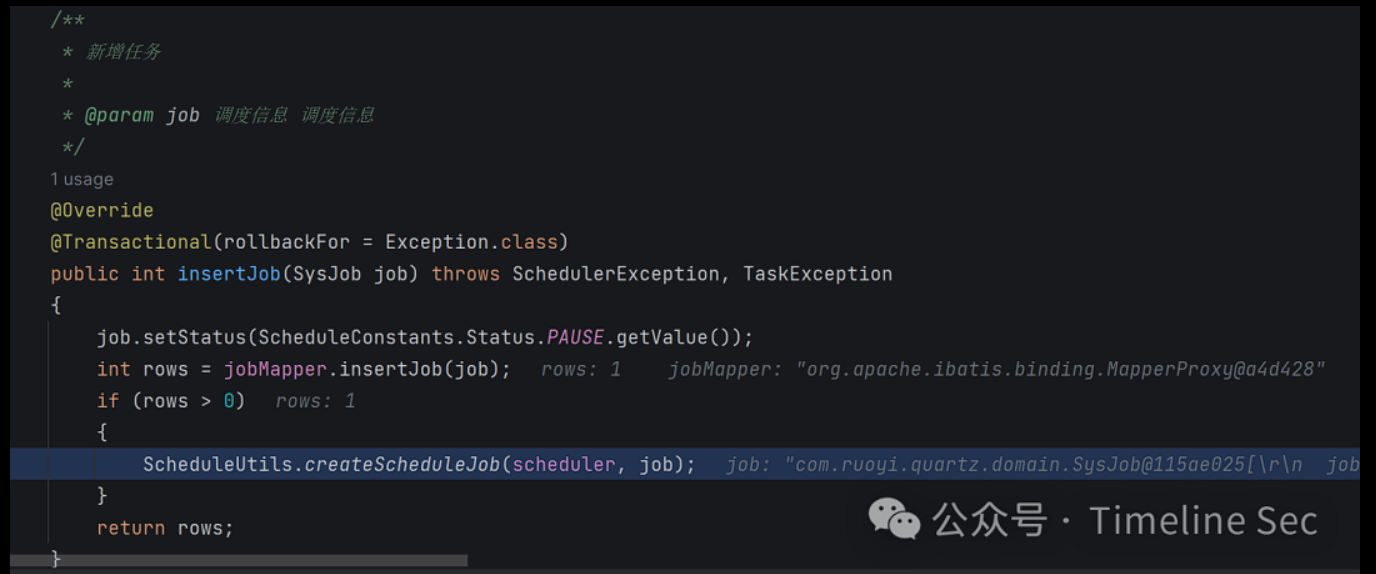 /**
* 新增任务
*
* @param job 调度信息 调度信息
*/
1 usage
@Override
@Transactional(rollbackFor = Exception.class)
public int insertJob(SysJob job) throws SchedulerException, TaskException
{
job.setStatus(ScheduleConstants.Status.PAUSE.getValue());
int rows = jobMapper.insertJob(job); rows: 1 jobMapper: "org.apache.ibatis.binding.MapperProxy@a4d428"
if (rows > 0) rows: 1
{
ScheduleUtils.createScheduleJob(scheduler, job); job: "com.ruoyi.quartz.domain.SysJob@115ae025[\r\n job
}
return rows;
}
公众号 · Timeline Sec